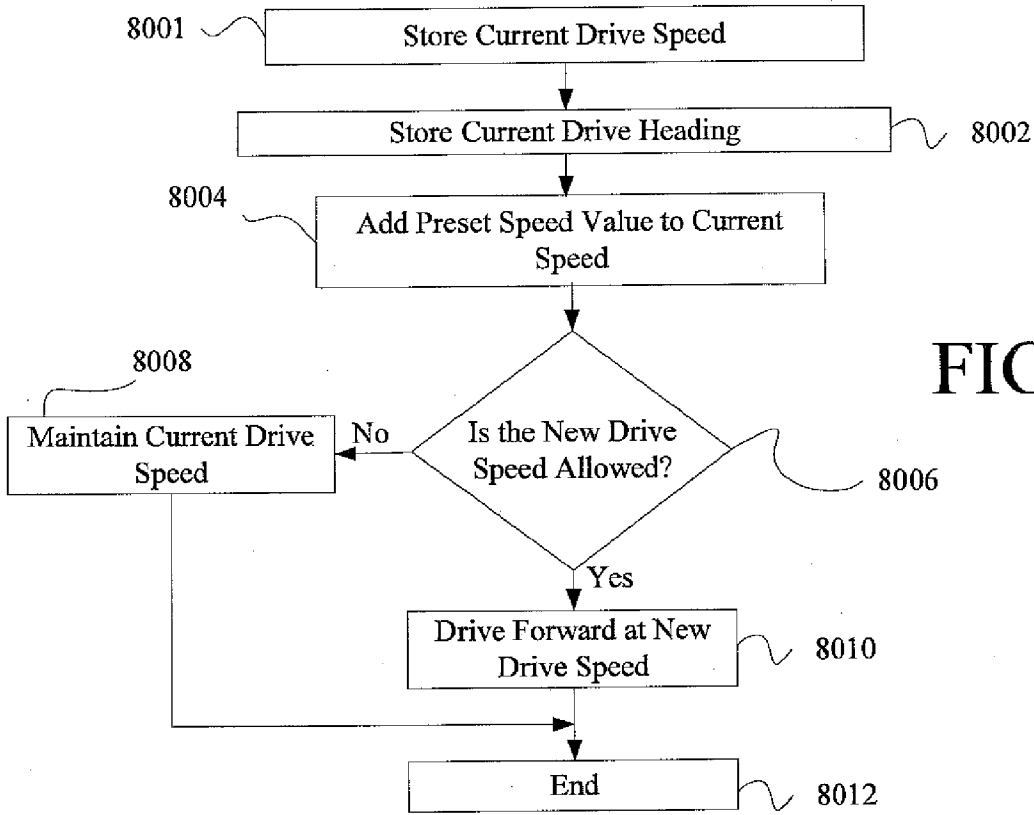 8001
Store Current Drive Speed
Store Current Drive Heading
8002
8004
Add Preset Speed Value to Current
Speed
8008
Maintain Current Drive
Speed
No
Is the New Drive
Speed Allowed?
8006
FIG
Yes
Drive Forward at New
Drive Speed
8010
End
8012